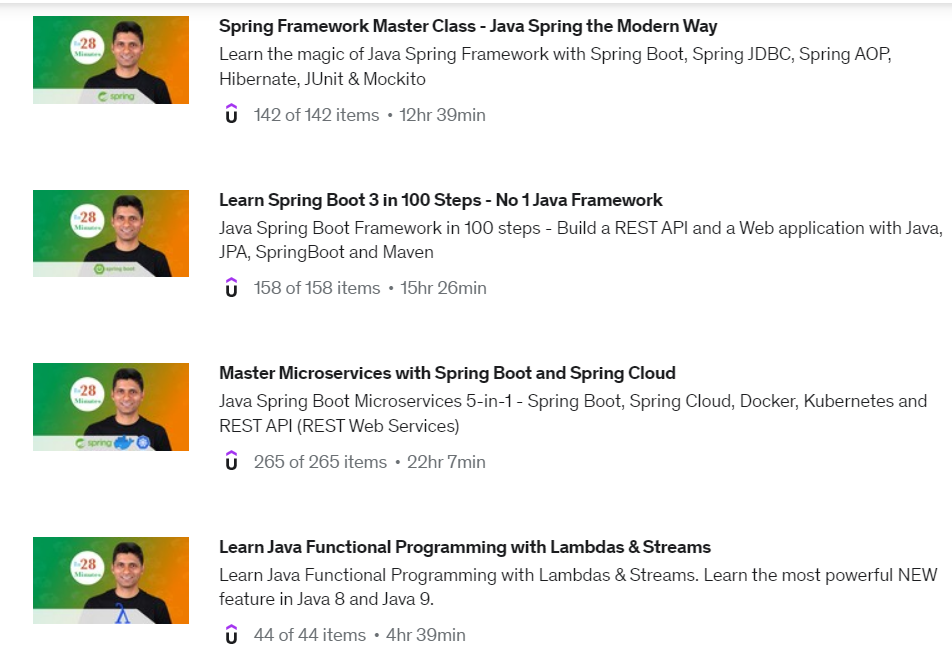 in28
Minutes
spring
Spring Framework Master Class - Java Spring the Modern Way
Learn the magic of Java Spring Framework with Spring Boot, Spring JDBC, Spring AOP,
Hibernate, JUnit & Mockito
142 of 142 items • 12hr 39min
in28
Minutes
spring boot
Learn Spring Boot 3 in 100 Steps - No 1 Java Framework
Java Spring Boot Framework in 100 steps - Build a REST API and a Web application with Java,
JPA, SpringBoot and Maven
158 of 158 items • 15hr 26min
in28
Minutes
spring
Master Microservices with Spring Boot and Spring Cloud
Java Spring Boot Microservices 5-in-1 - Spring Boot, Spring Cloud, Docker, Kubernetes and
REST API (REST Web Services)
265 of 265 items • 22hr 7min
in28
Minutes
Learn Java Functional Programming with Lambdas & Streams
Learn Java Functional Programming with Lambdas & Streams. Learn the most powerful NEW
feature in Java 8 and Java 9.
44 of 44 items • 4hr 39min